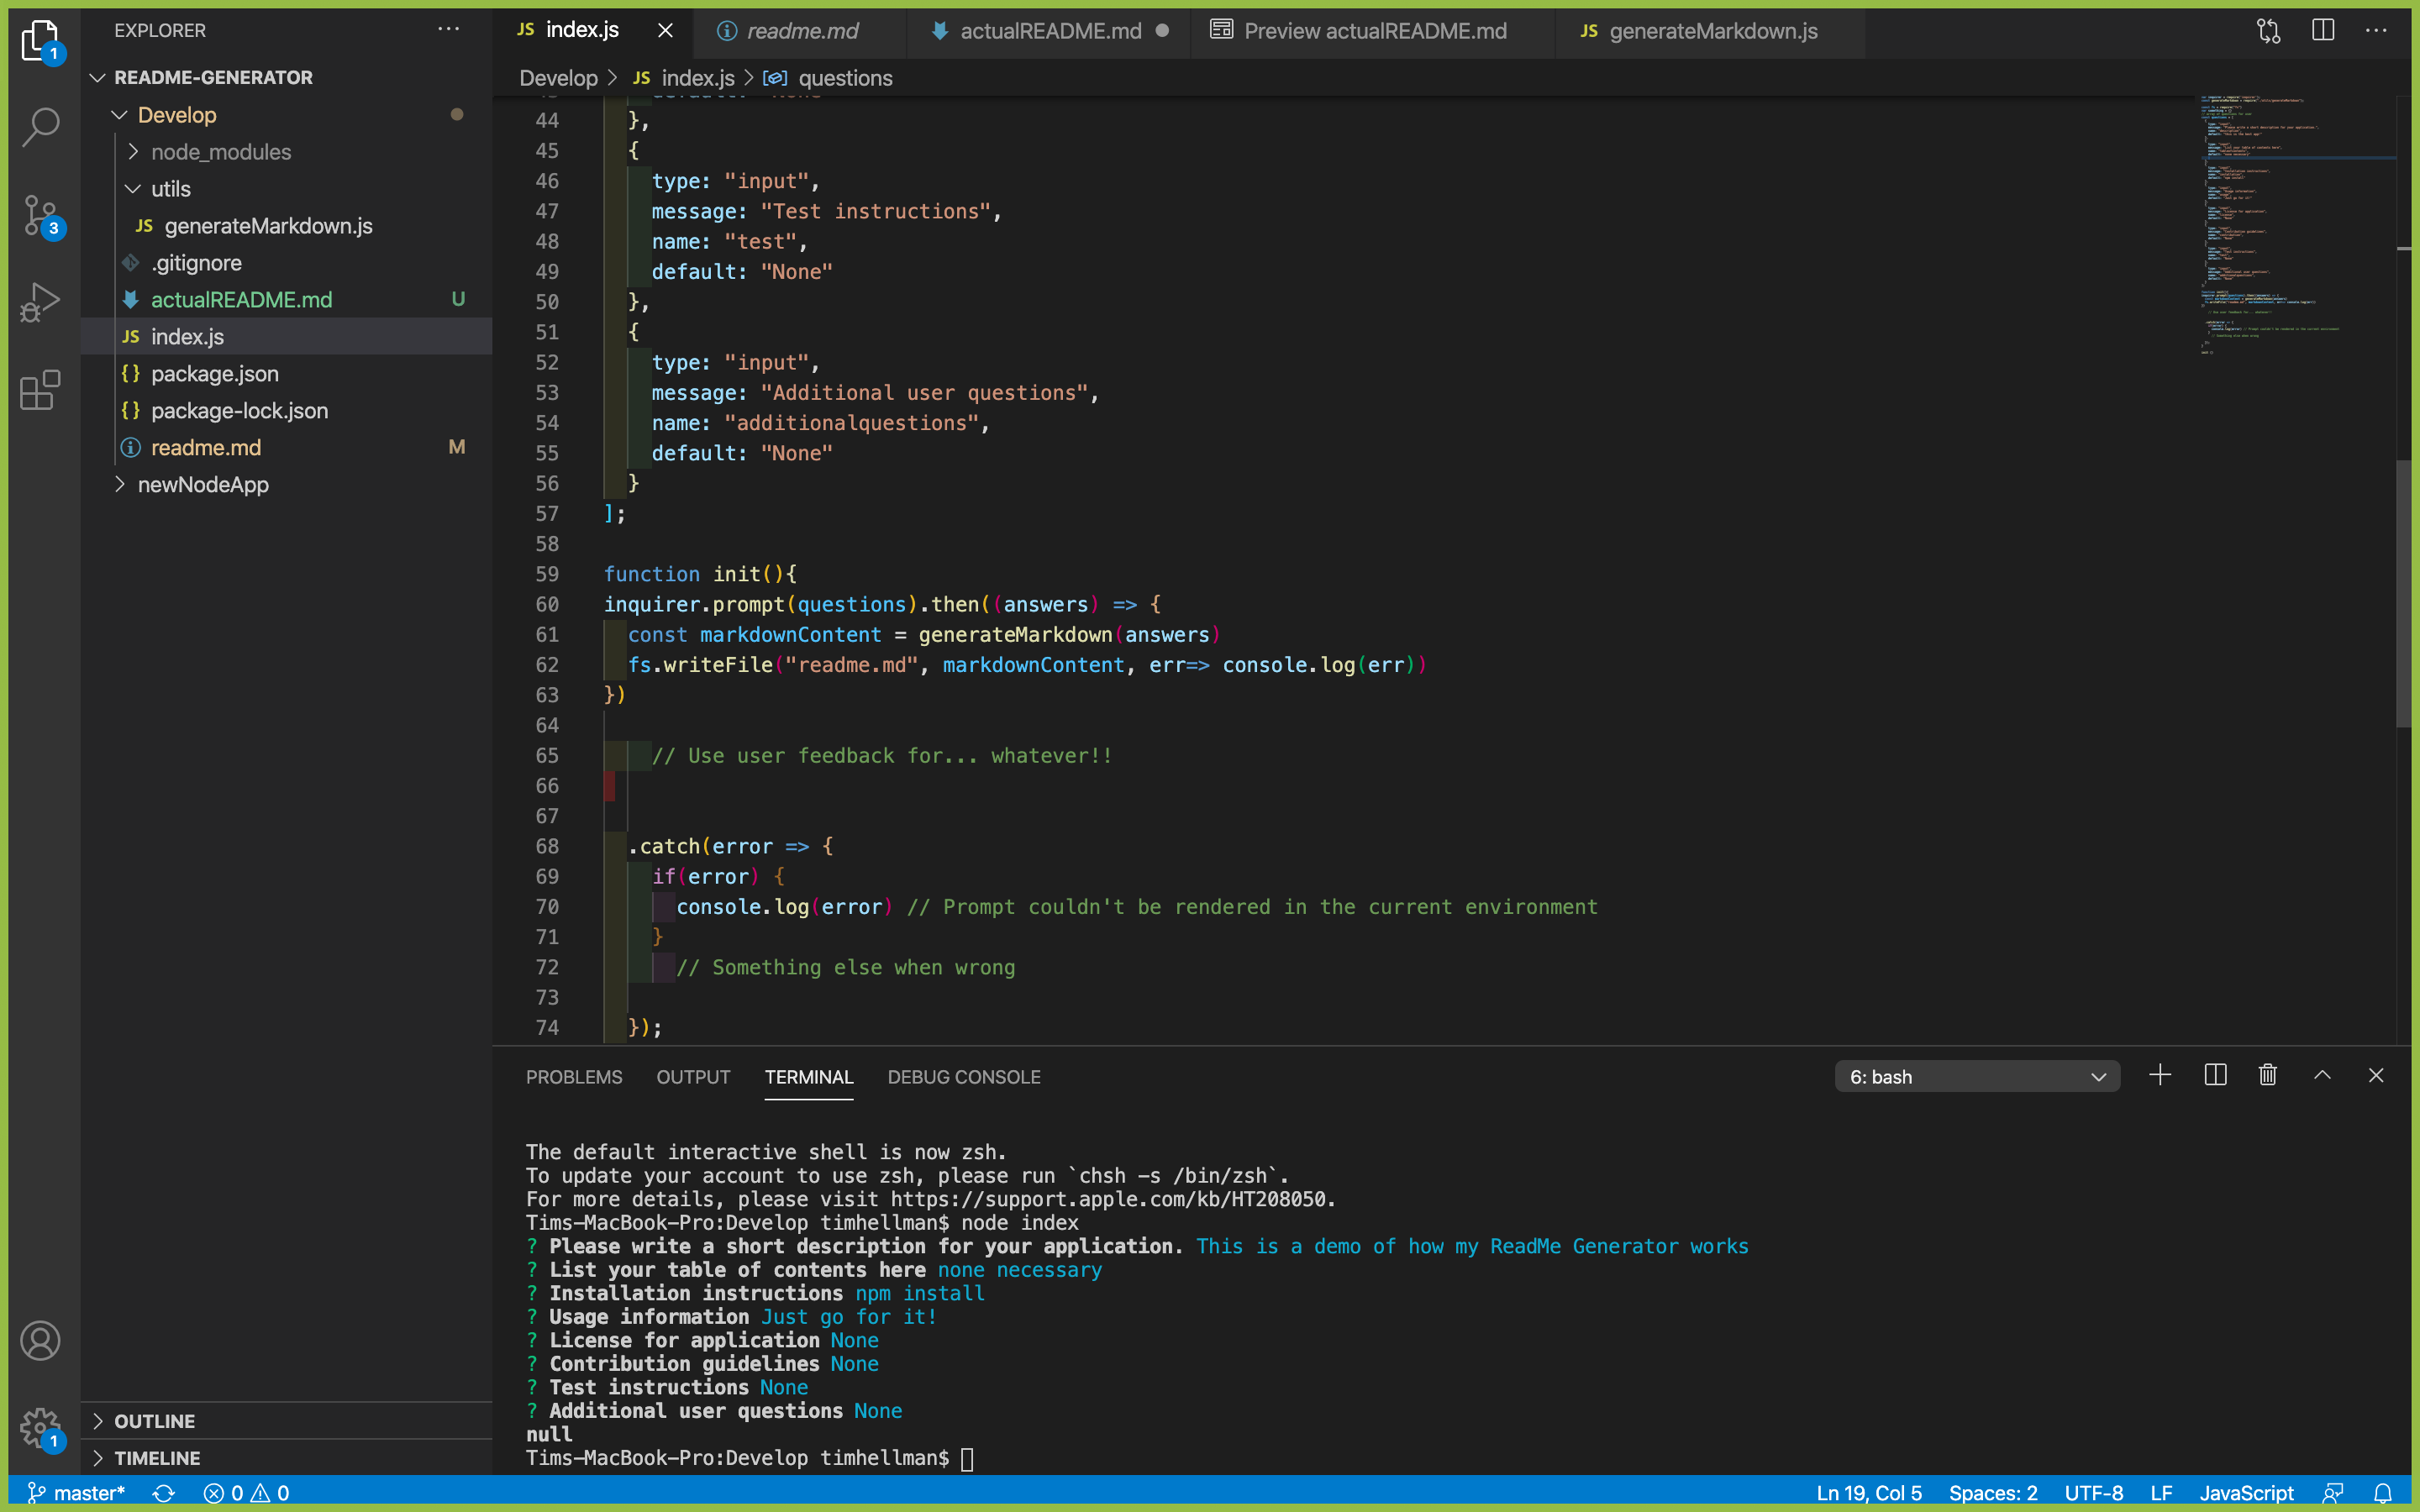 EXPLORER
README-GENERATOR
Develop
node_modules
utils
JS generateMarkdown.js
.gitignore
actualREADME.md U
JS index.js
{} package.json
{} package-lock.json
readme.md M
newNodeApp
OUTLINE
TIMELINE
1
3
1
JS index.js
readme.md
actualREADME.md
Preview actualREADME.md
JS generateMarkdown.js
Develop > JS index.js > questions
44 },
45 {
46 type: "input",
47 message: "Test instructions",
48 name: "test",
49 default: "None"
50 },
51 {
52 type: "input",
53 message: "Additional user questions",
54 name: "additionalquestions",
55 default: "None"
56 }
57 ];
58
59 function init(){
60 inquirer.prompt(questions).then((answers) => {
61 const markdownContent = generateMarkdown(answers)
62 fs.writeFile("readme.md", markdownContent, err=> console.log(err))
63 })
64
65 // Use user feedback for... whatever!!
66
67
68 .catch(error => {
69 if(error) {
70 console.log(error) // Prompt couldn't be rendered in the current environment
71 }
72 // Something else when wrong
73
74 });
PROBLEMS OUTPUT TERMINAL DEBUG CONSOLE
6: bash
The default interactive shell is now zsh.
To update your account to use zsh, please run `chsh -s /bin/zsh`.
For more details, please visit https://support.apple.com/kb/HT208050.
Tims-MacBook-Pro:Develop timhellman$ node index
? Please write a short description for your application. This is a demo of how my ReadMe Generator works
? List your table of contents here none necessary
? Installation instructions npm install
? Usage information Just go for it!
? License for application None
? Contribution guidelines None
? Test instructions None
? Additional user questions None
null
Tims-MacBook-Pro:Develop timhellman$
master* 0 0
Ln 19, Col 5 Spaces: 2 UTF-8 LF JavaScript